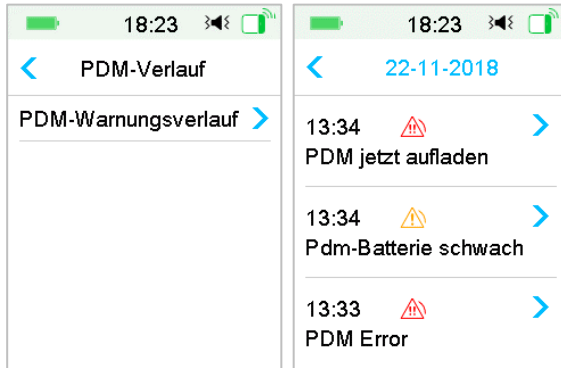 18:23
PDM-Verlauf
PDM-Warnungsverlauf
18:23
22-11-2018
13:34
PDM jetzt aufladen
13:34
Pdm-Batterie schwach
13:33
PDM Error